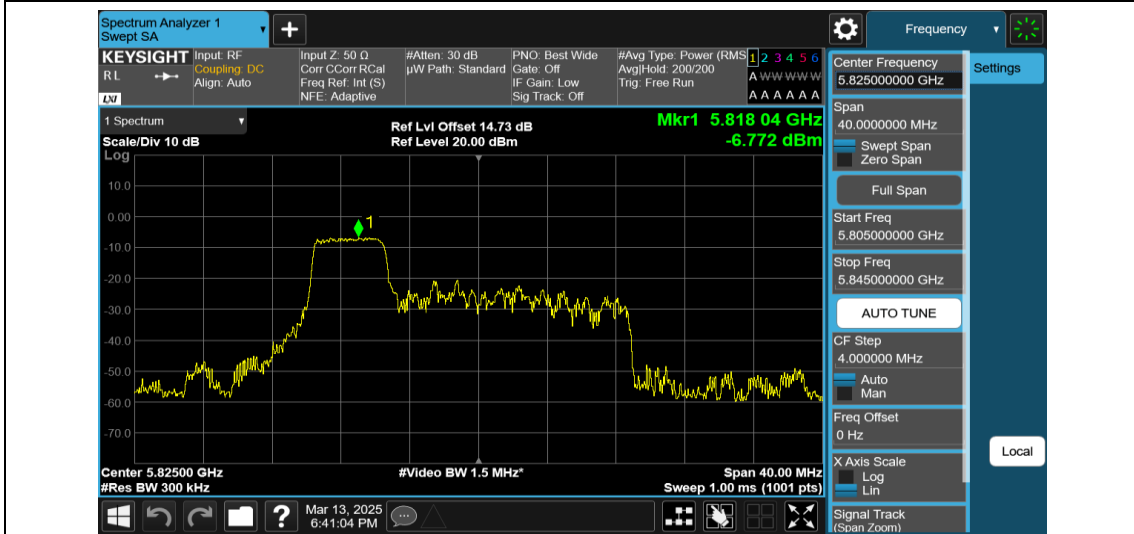 Spectrum Analyzer 1
Swept SA
Frequency
KEYSIGHT
R L
LXI
Input: RF
Coupling: DC
Align: Auto
Input Z: 50 Ω
Corr CCorr RCal
Freq Ref: Int (S)
NFE: Adaptive
#Atten: 30 dB
µW Path: Standard
PNO: Best Wide
Gate: Off
IF Gain: Low
Sig Track: Off
#Avg Type: Power (RMS
Avg|Hold: 200/200
Trig: Free Run
1 2 3 4 5 6
A W W W W W
A A A A A A
1 Spectrum
Scale/Div 10 dB
Log
Ref Lvl Offset 14.73 dB
Ref Level 20.00 dBm
Mkr1 5.818 04 GHz
-6.772 dBm
1
10.0
0.00
-10.0
-20.0
-30.0
-40.0
-50.0
-60.0
-70.0
Center 5.82500 GHz
#Video BW 1.5 MHz*
Span 40.00 MHz
#Res BW 300 kHz
Sweep 1.00 ms (1001 pts)
?
Mar 13, 2025
6:41:04 PM
Center Frequency
5.825000000 GHz
Settings
Span
40.0000000 MHz
Swept Span
Zero Span
Full Span
Start Freq
5.805000000 GHz
Stop Freq
5.845000000 GHz
AUTO TUNE
CF Step
4.000000 MHz
Auto
Man
Freq Offset
0 Hz
X Axis Scale
Log
Lin
Local
Signal Track
(Span Zoom)